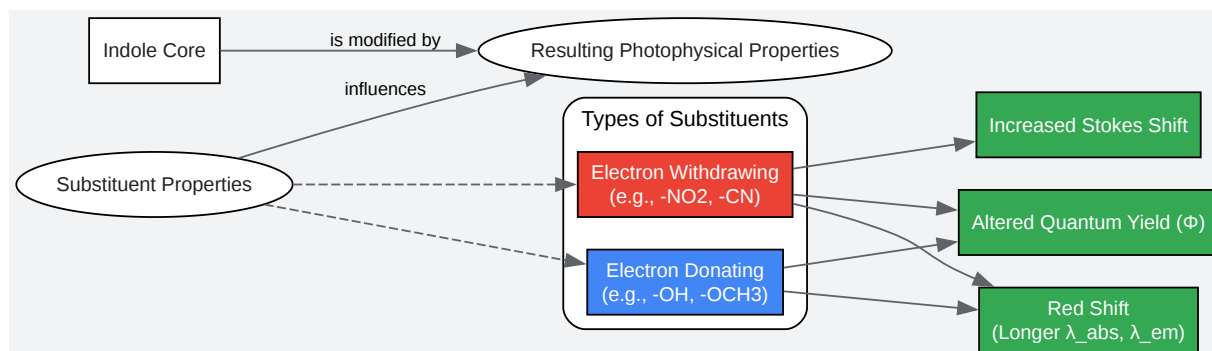 Indole Core
is modified by
Resulting Photophysical Properties
influences
Substituent Properties
Types of Substituents
Electron Withdrawing
(e.g., -NO2, -CN)
Electron Donating
(e.g., -OH, -OCH3)
Increased Stokes Shift
Altered Quantum Yield (Φ)
Red Shift
(Longer λ_abs, λ_em)